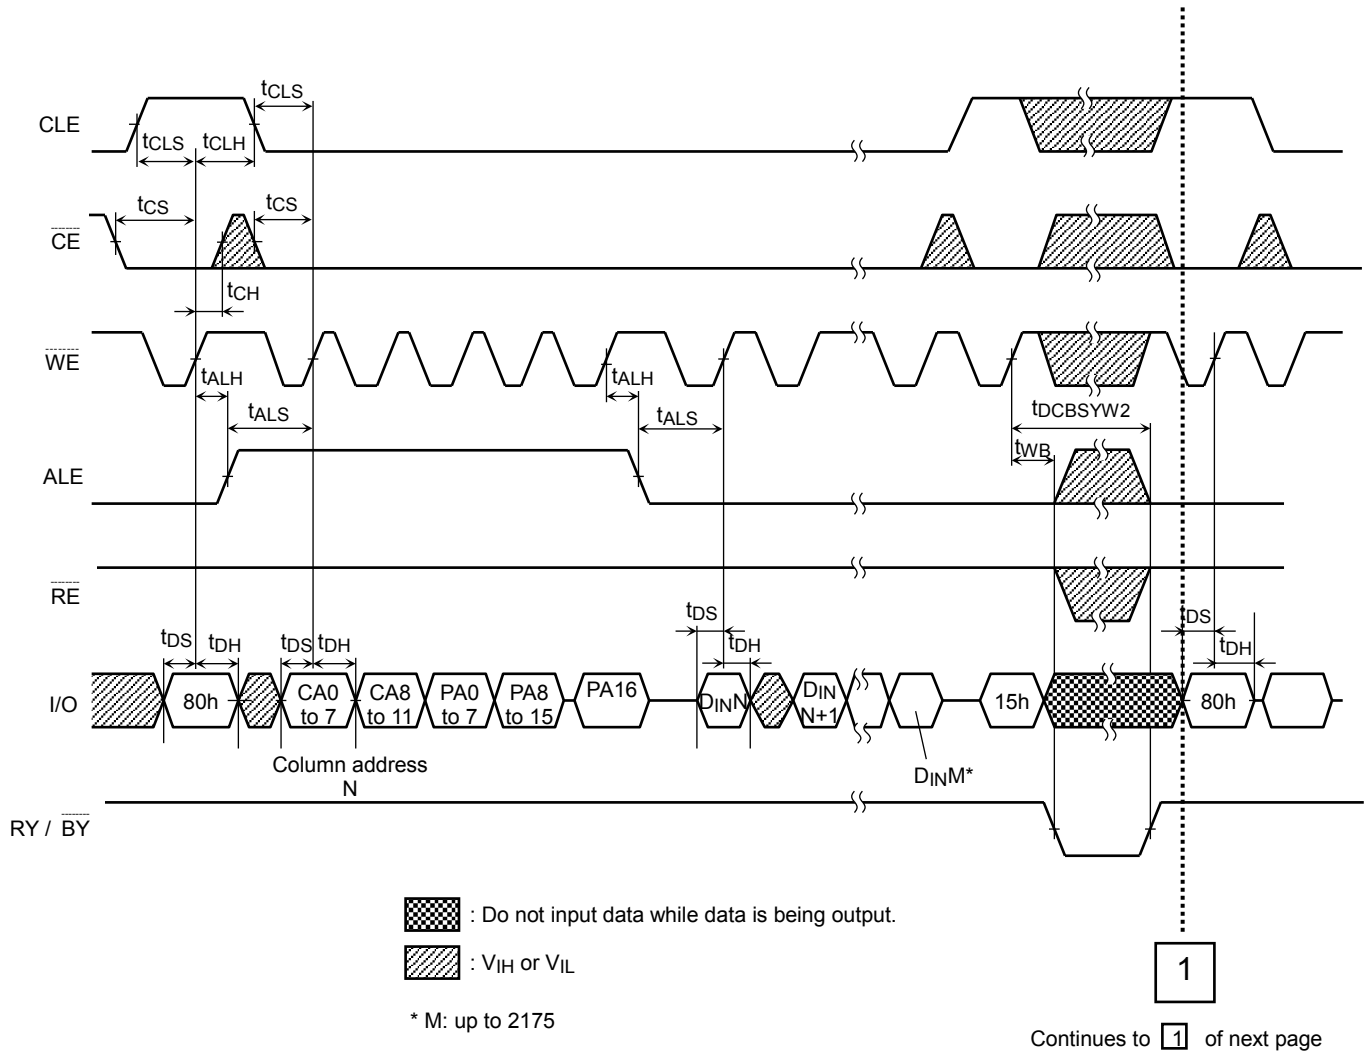 tCLS
CLE
tCLS tCLH
tCS tCS
CE
tCH
WE
tALH tALH
tALS tALS tDCBSYW2
tWB
ALE
RE
tDS tDH tDS tDH tDS tDH tDS tDH
I/O 80h CA0 to 7 CA8 to 11 PA0 to 7 PA8 to 15 PA16 DINN DIN N+1 15h 80h
Column address
N
DINM*
RY / BY
: Do not input data while data is being output.
: VIH or VIL
1
* M: up to 2175
Continues to 1 of next page